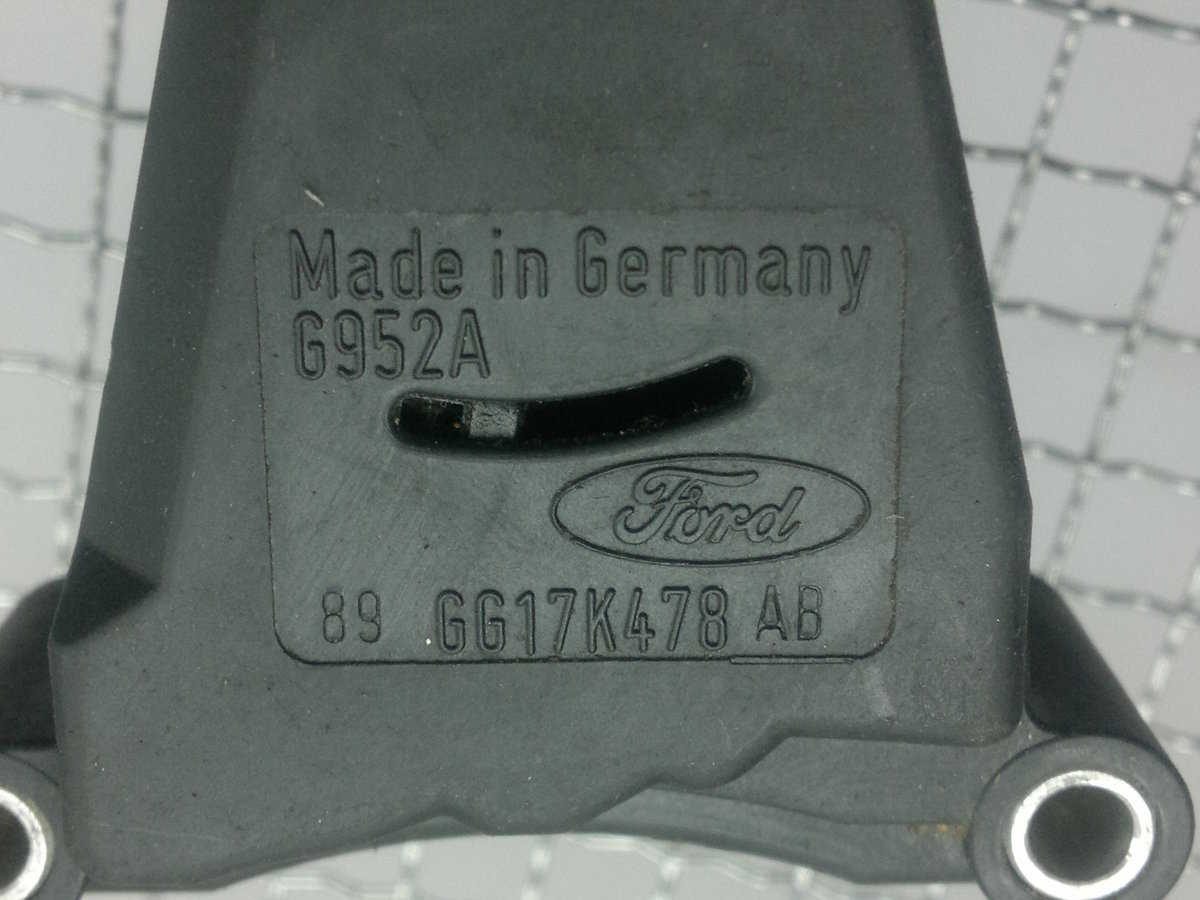 Made in Germany
G952A
Ford
89 GG17K478 AB